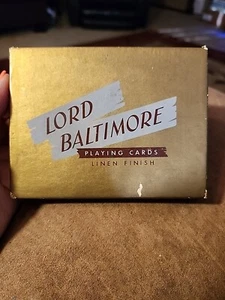 LORD
BALTIMORE
PLAYING CARDS
LINEN FINISH